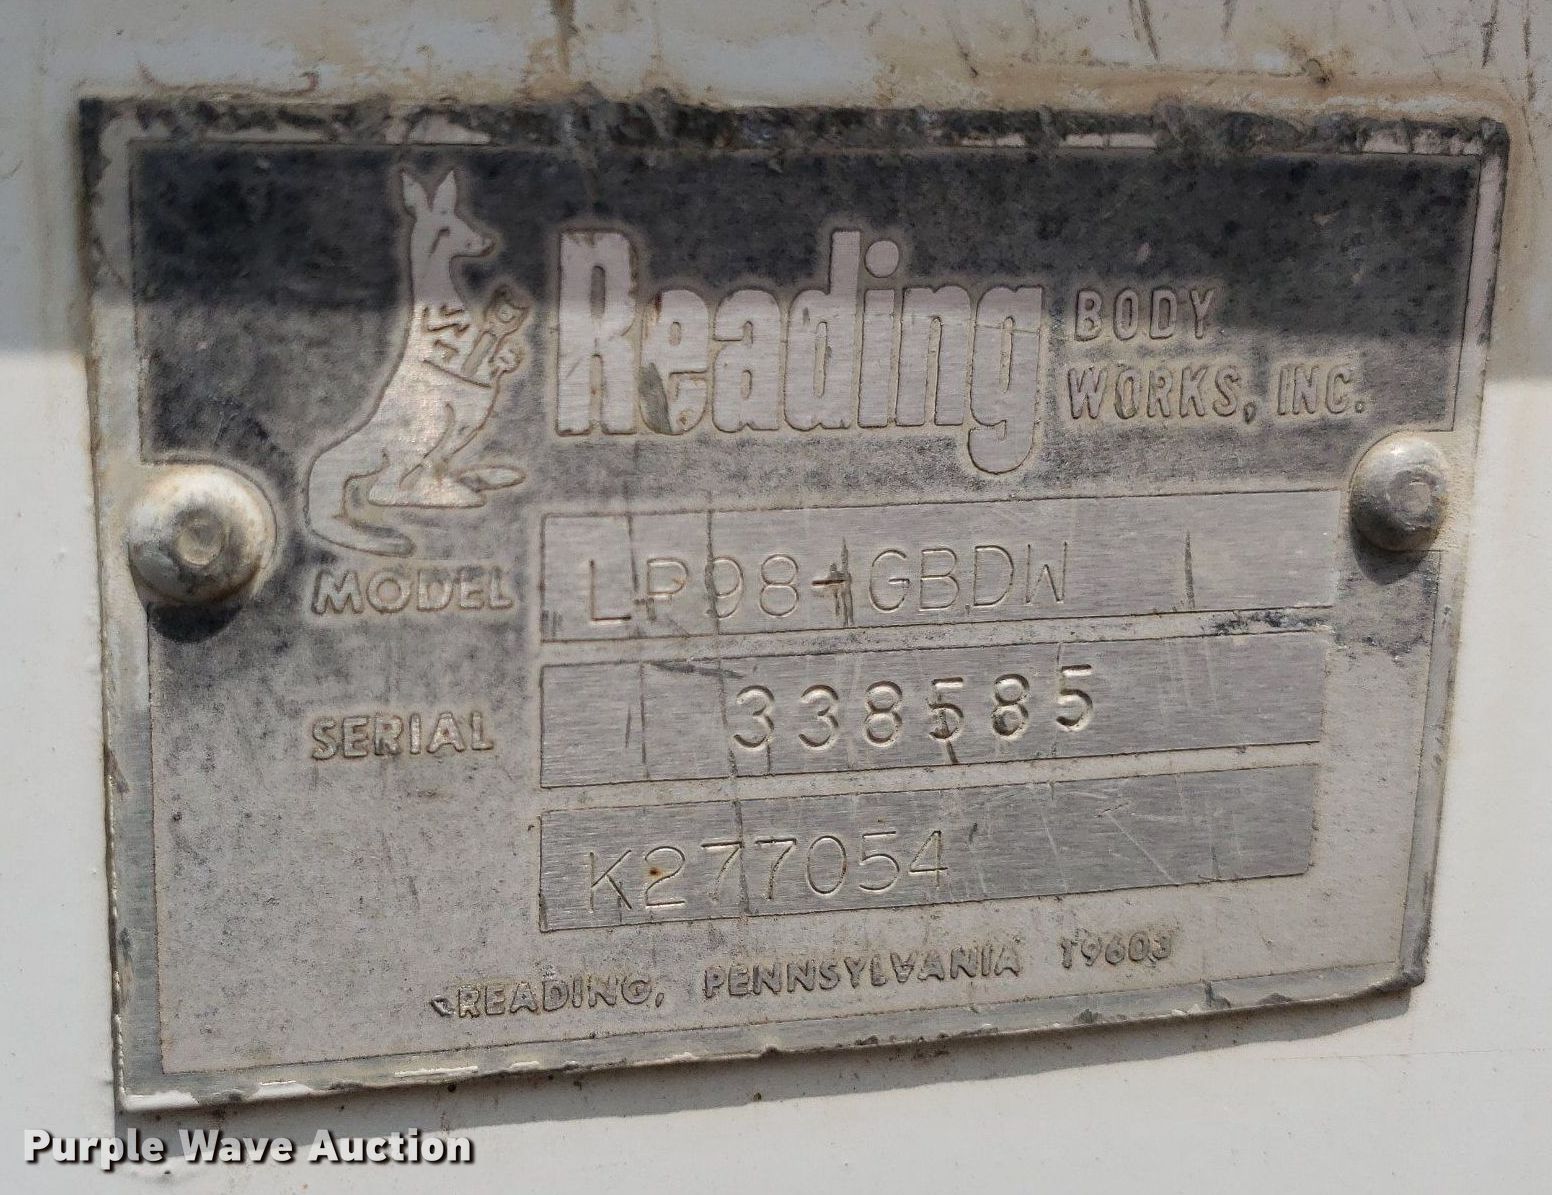 Reading BODY
WORKS, INC.
MODEL LP98-GBDW
SERIAL 338585
K277054
READING, PENNSYLVANIA 19603
Purple Wave Auction